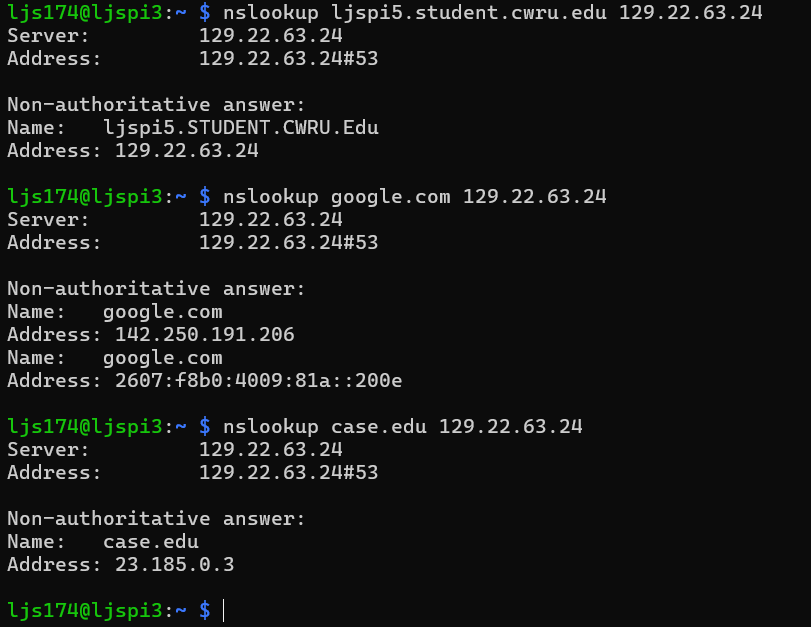 ljs174@ljspi3:~ $ nslookup ljspi5.student.cwru.edu 129.22.63.24
Server:         129.22.63.24
Address:        129.22.63.24#53

Non-authoritative answer:
Name:   ljspi5.STUDENT.CWRU.Edu
Address: 129.22.63.24

ljs174@ljspi3:~ $ nslookup google.com 129.22.63.24
Server:         129.22.63.24
Address:        129.22.63.24#53

Non-authoritative answer:
Name:   google.com
Address: 142.250.191.206
Name:   google.com
Address: 2607:f8b0:4009:81a::200e

ljs174@ljspi3:~ $ nslookup case.edu 129.22.63.24
Server:         129.22.63.24
Address:        129.22.63.24#53

Non-authoritative answer:
Name:   case.edu
Address: 23.185.0.3

ljs174@ljspi3:~ $